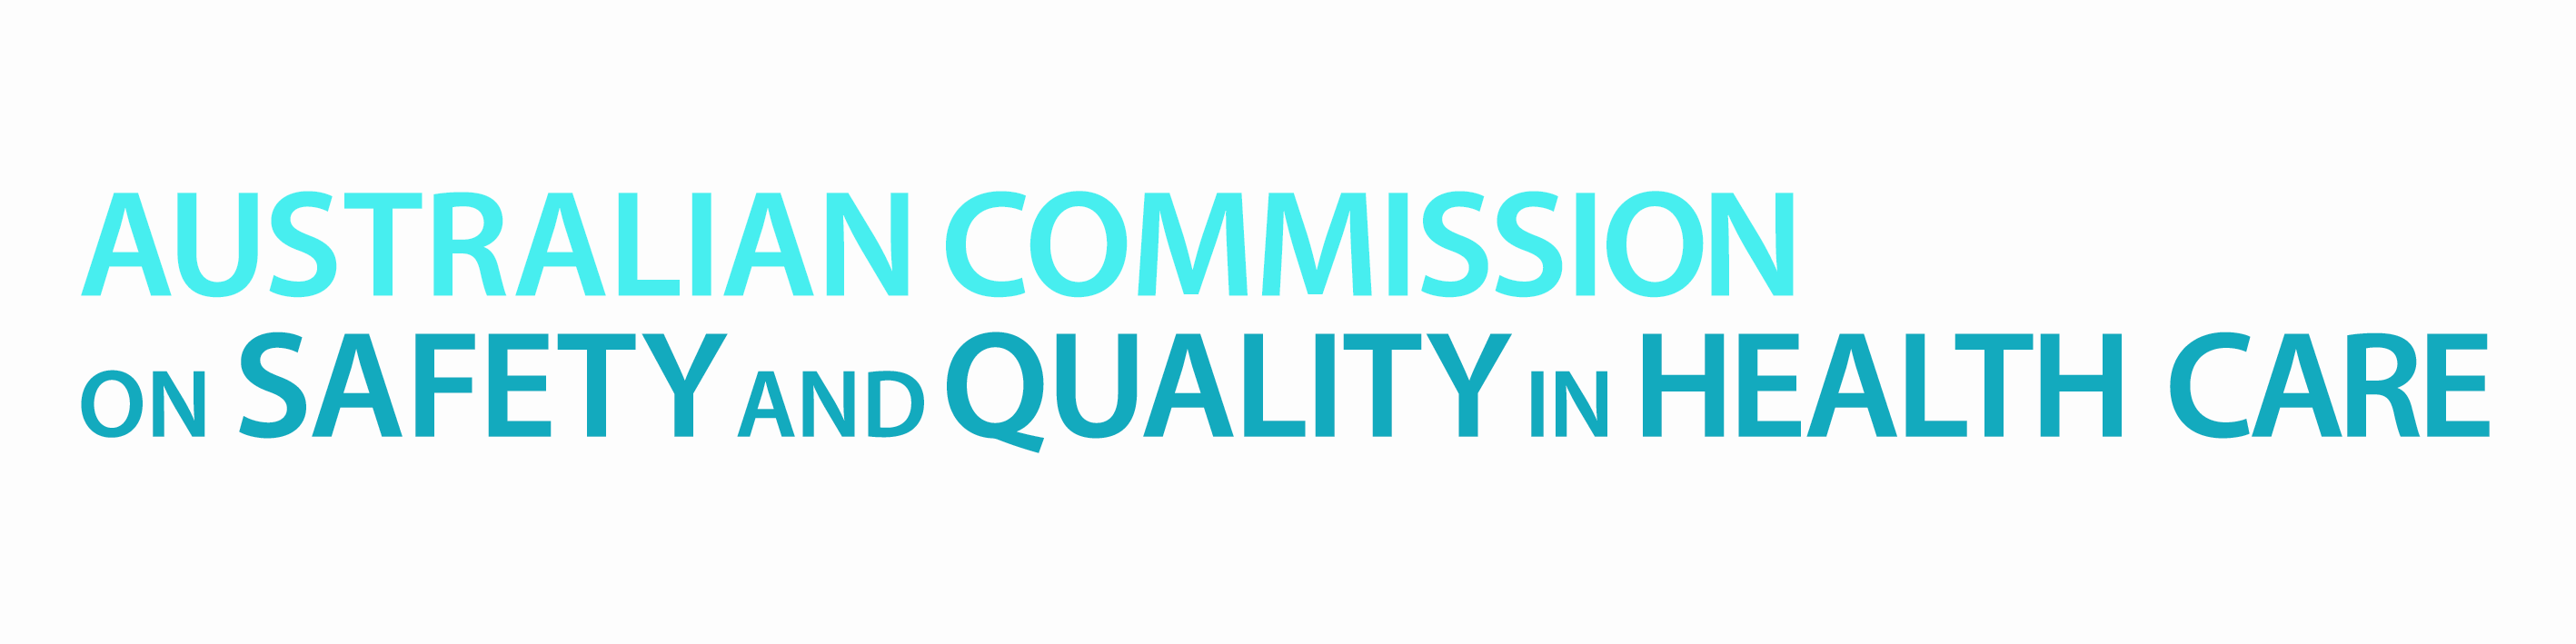 AUSTRALIAN COMMISSION
ON SAFETY AND QUALITY IN HEALTH CARE